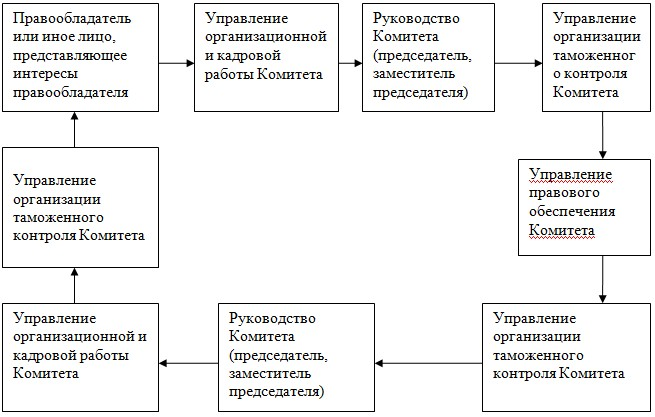 Правообладатель
или иное лицо,
представляющее
интересы
правообладателя
Управление
организационной
и кадровой
работы Комитета
Руководство
Комитета
(председатель,
заместитель
председателя)
Управление
организации
таможенног
о контроля
Комитета
Управление
правового
обеспечения
Комитета
Управление
организации
таможенного
контроля Комитета
Руководство
Комитета
(председатель,
заместитель
председателя)
Управление
организационной и
кадровой работы
Комитета
Управление
организации
таможенного
контроля Комитета